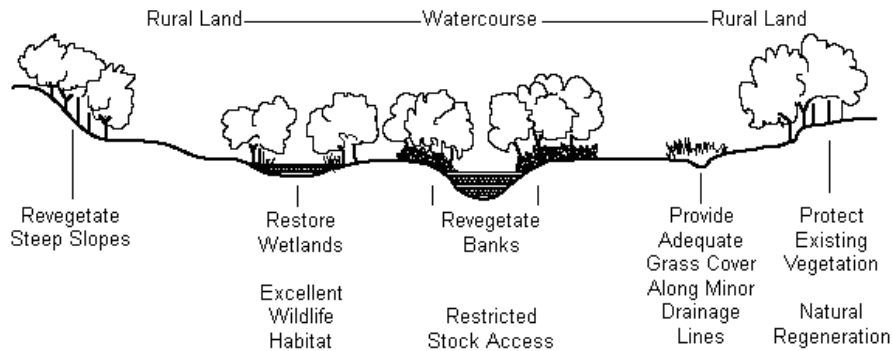 Rural Land Watercourse Rural Land
Revegetate
Steep Slopes
Restore
Wetlands
Excellent
Wildlife
Habitat
Revegetate
Banks
Restricted
Stock Access
Provide
Adequate
Grass Cover
Along Minor
Drainage
Lines
Protect
Existing
Vegetation
Natural
Regeneration